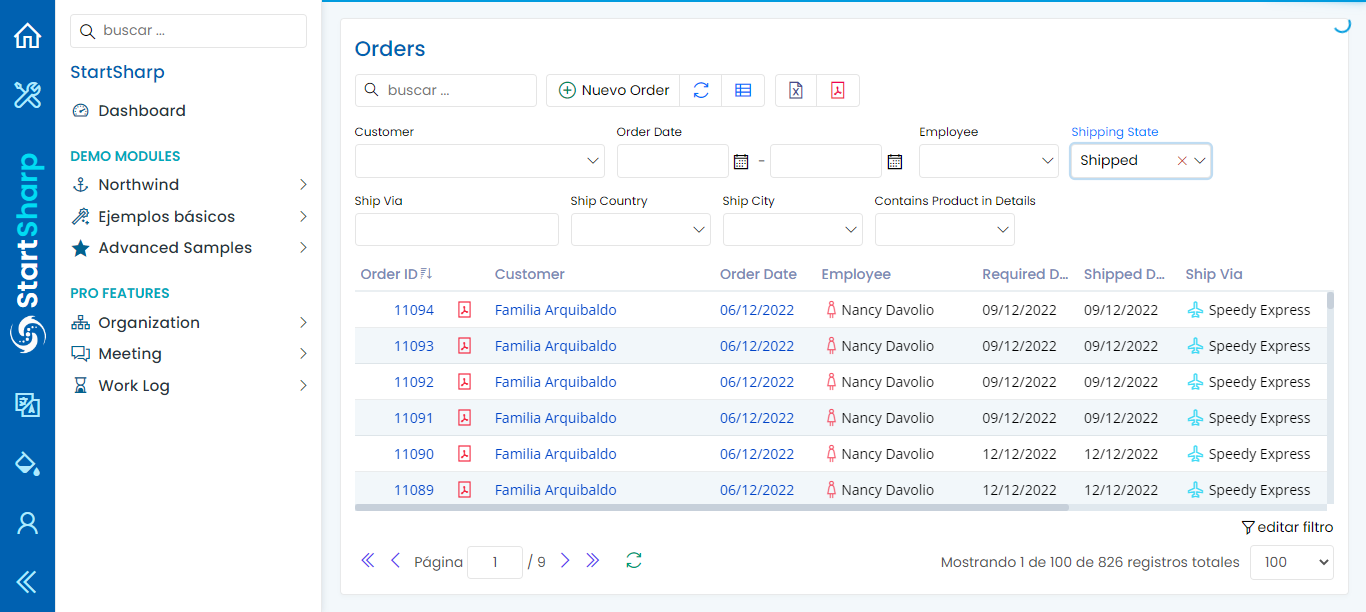 buscar ...
StartSharp
Dashboard
DEMO MODULES
Northwind
Ejemplos básicos
Advanced Samples
PRO FEATURES
Organization
Meeting
Work Log
StartSharp
Orders
buscar ...
Nuevo Order
Customer
Order Date
-
Employee
Shipping State
Shipped
Ship Via
Ship Country
Ship City
Contains Product in Details
Order ID Customer Order Date Employee Required D... Shipped D... Ship Via
11094 Familia Arquibaldo 06/12/2022 Nancy Davolio 09/12/2022 09/12/2022 Speedy Express
11093 Familia Arquibaldo 06/12/2022 Nancy Davolio 09/12/2022 09/12/2022 Speedy Express
11092 Familia Arquibaldo 06/12/2022 Nancy Davolio 09/12/2022 09/12/2022 Speedy Express
11091 Familia Arquibaldo 06/12/2022 Nancy Davolio 09/12/2022 09/12/2022 Speedy Express
11090 Familia Arquibaldo 06/12/2022 Nancy Davolio 12/12/2022 12/12/2022 Speedy Express
11089 Familia Arquibaldo 06/12/2022 Nancy Davolio 12/12/2022 12/12/2022 Speedy Express
editar filtro
Página 1 / 9
Mostrando 1 de 100 de 826 registros totales 100